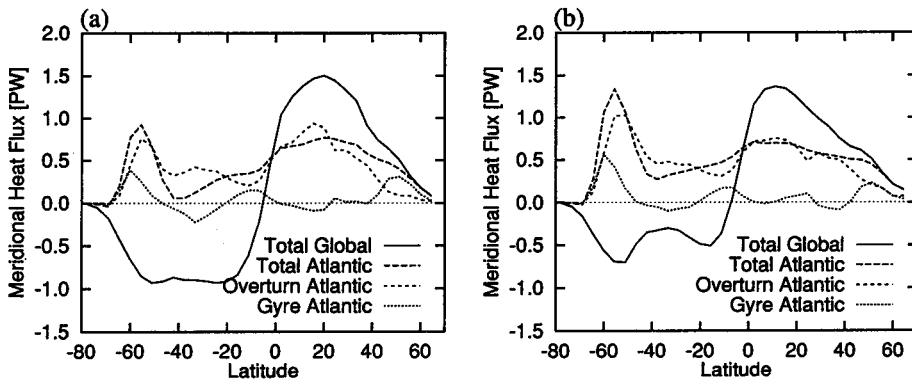 (a)
2.0
1.5
1.0
0.5
0.0
-0.5
-1.0
-1.5
Meridional Heat Flux [PW]
Total Global
Total Atlantic
Overturn Atlantic
Gyre Atlantic
-80 -60 -40 -20 0 20 40 60
Latitude
(b)
2.0
1.5
1.0
0.5
0.0
-0.5
-1.0
-1.5
Meridional Heat Flux [PW]
Total Global
Total Atlantic
Overturn Atlantic
Gyre Atlantic
-80 -60 -40 -20 0 20 40 60
Latitude